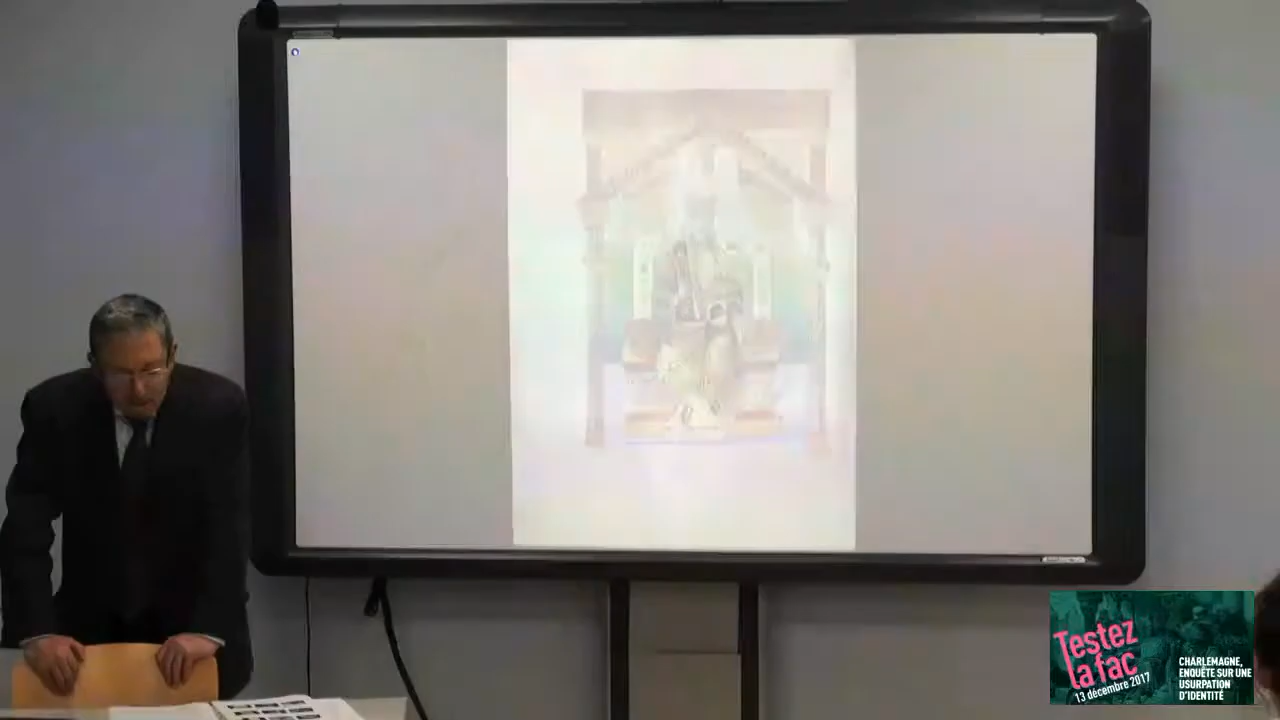 Testez
la fac
13 décembre 2017
CHARLEMAGNE,
ENQUÊTE SUR UNE
USURPATION
D'IDENTITÉ